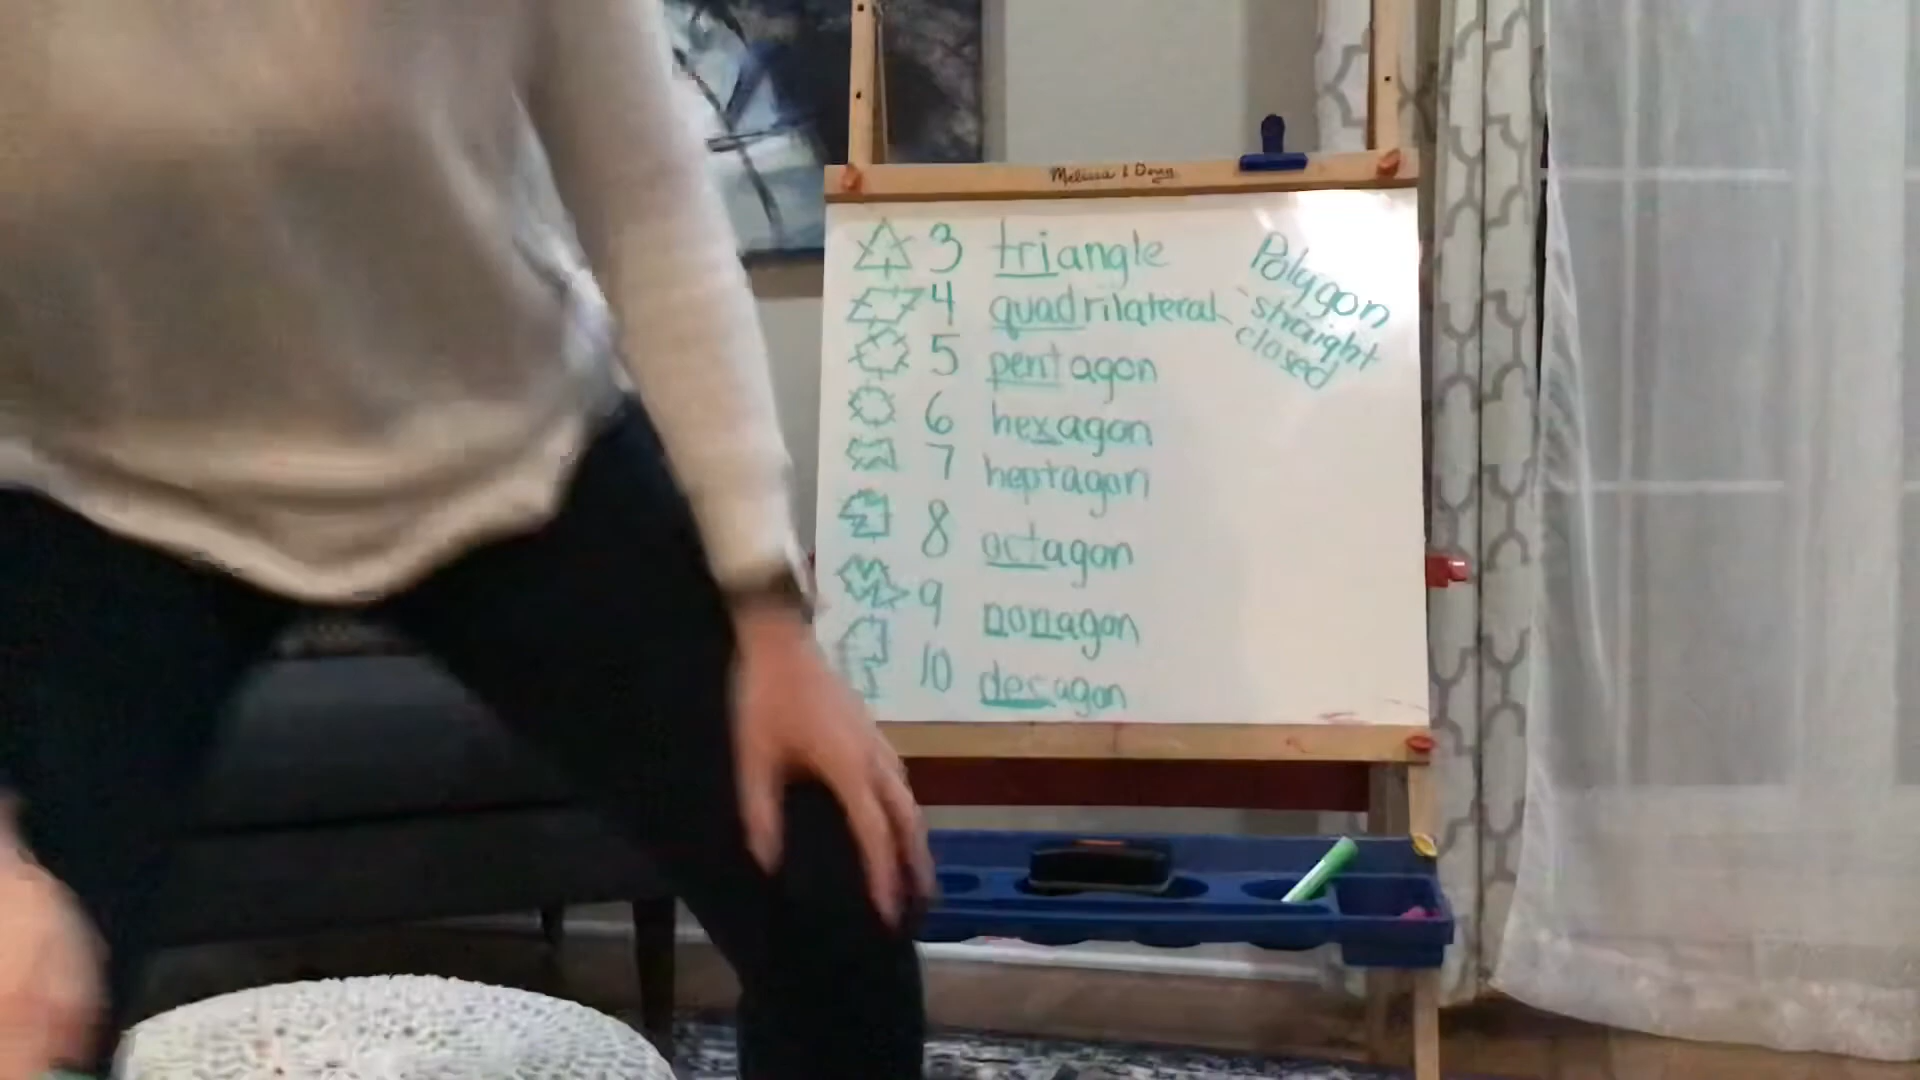 Melissa & Doug
3 triangle
4 quadrilateral
5 pentagon
6 hexagon
7 heptagon
8 octagon
9 nonagon
10 decagon
Polygon
- straight
- closed